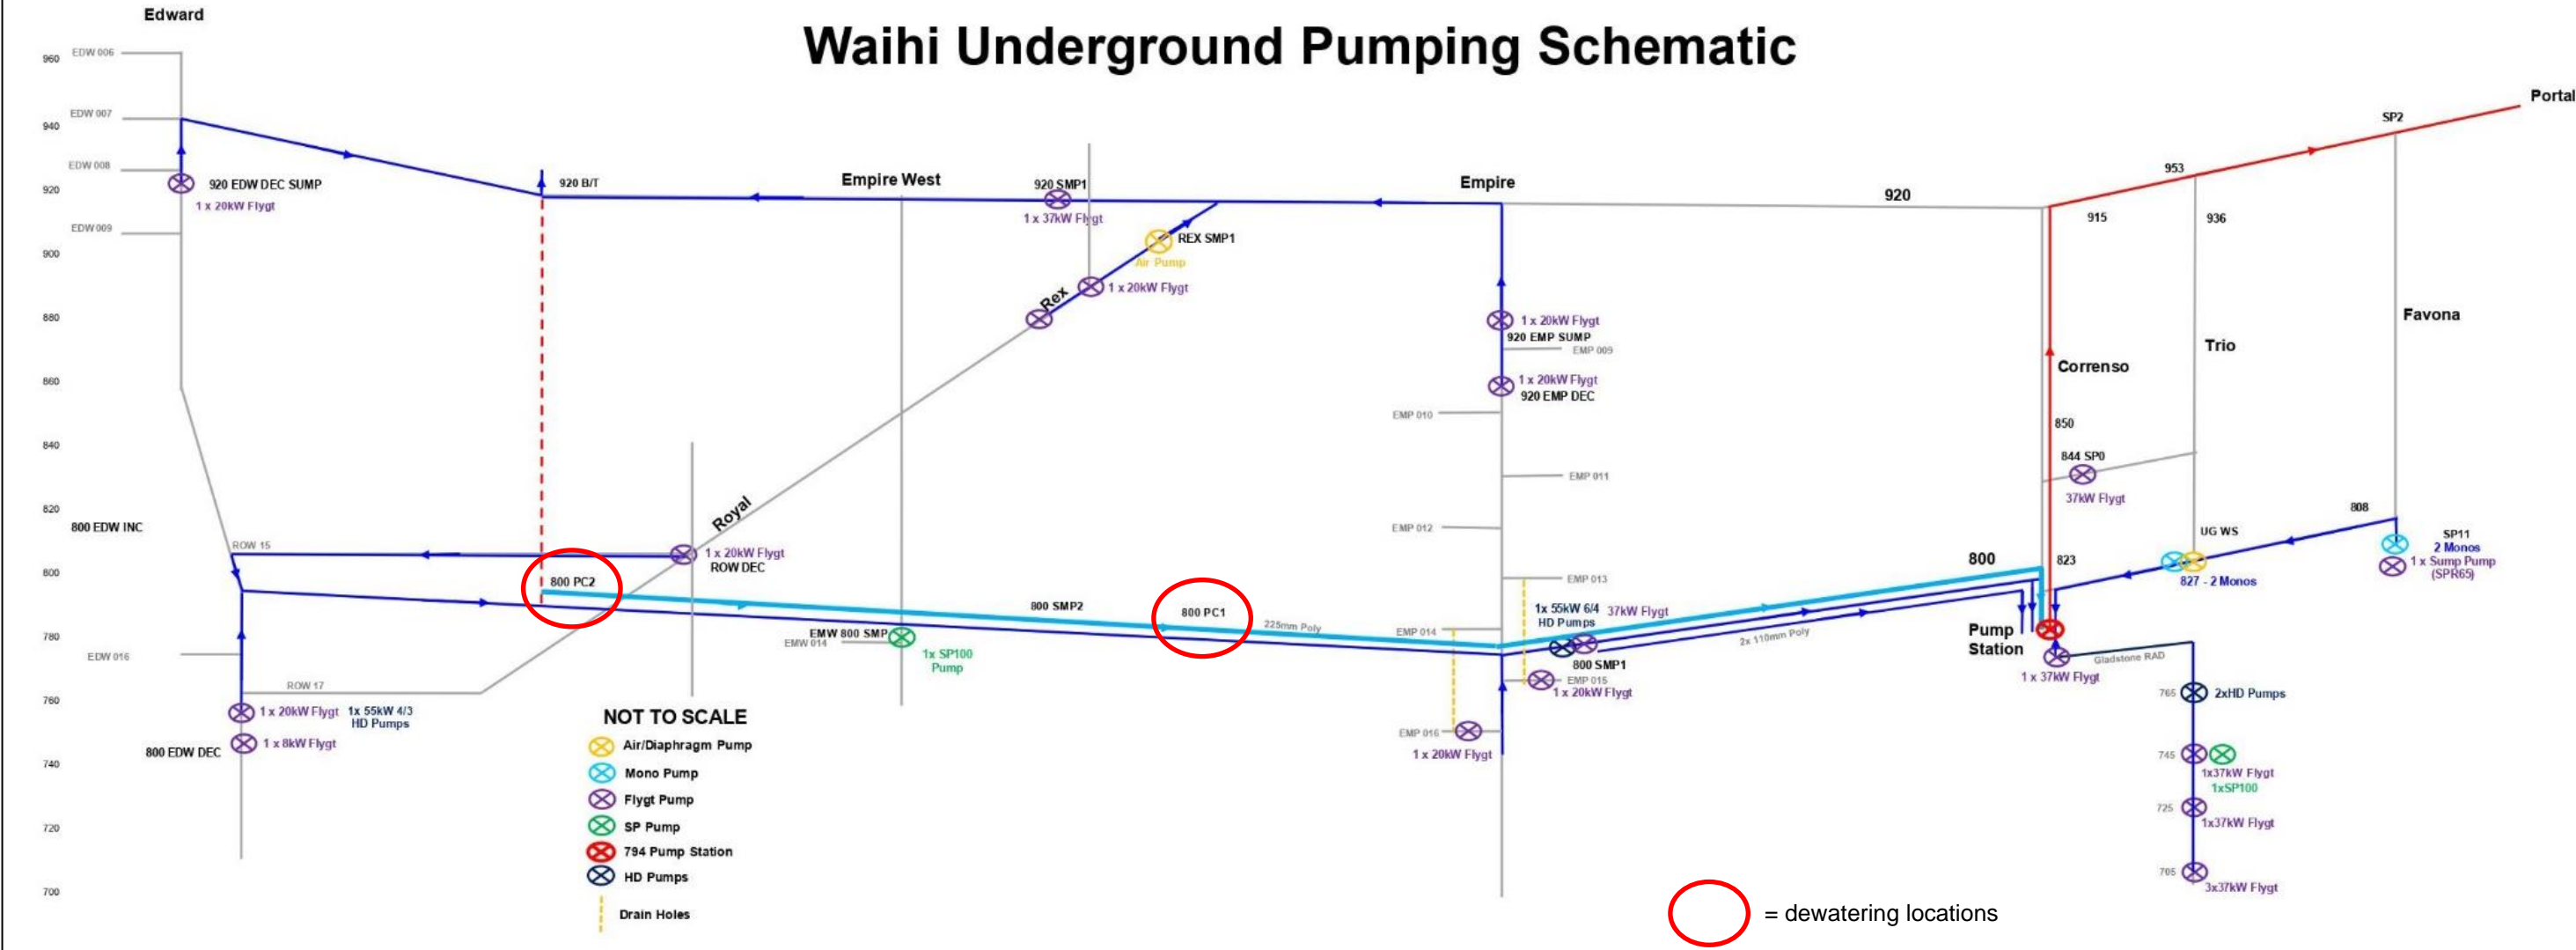 Edward
Waihi Underground Pumping Schematic
960
EDW 006
940
EDW 007
EDW 008
920
920 EDW DEC SUMP
1 x 20kW Flygt
EDW 009
900
880
860
840
820
800 EDW INC
ROW 15
800
780
EDW 016
760
ROW 17
1 x 20kW Flygt
1x 55kW 4/3
HD Pumps
1 x 8kW Flygt
800 EDW DEC
740
720
700
920 B/T
Empire West
920 SMP1
1 x 37kW Flygt
REX SMP1
Air Pump
1 x 20kW Flygt
Rex
Royal
1 x 20kW Flygt
ROW DEC
800 PC2
EMW 800 SMP
EMW 014
1x SP100
Pump
800 SMP2
800 PC1
225mm Poly
Empire
1 x 20kW Flygt
920 EMP SUMP
EMP 009
1 x 20kW Flygt
920 EMP DEC
EMP 010
EMP 011
EMP 012
EMP 013
1x 55kW 6/4
HD Pumps
37kW Flygt
EMP 014
800 SMP1
EMP 015
1 x 20kW Flygt
EMP 016
1 x 20kW Flygt
2x 110mm Poly
920
Portal
SP2
953
915
936
Favona
Trio
Correnso
850
844 SP0
37kW Flygt
808
UG WS
SP11
2 Monos
1 x Sump Pump
(SPR65)
800
823
827 - 2 Monos
Pump
Station
1 x 37kW Flygt
Gladstone RAD
765
2xHD Pumps
745
1x37kW Flygt
1xSP100
725
1x37kW Flygt
705
3x37kW Flygt
NOT TO SCALE
Air/Diaphragm Pump
Mono Pump
Flygt Pump
SP Pump
794 Pump Station
HD Pumps
Drain Holes
= dewatering locations